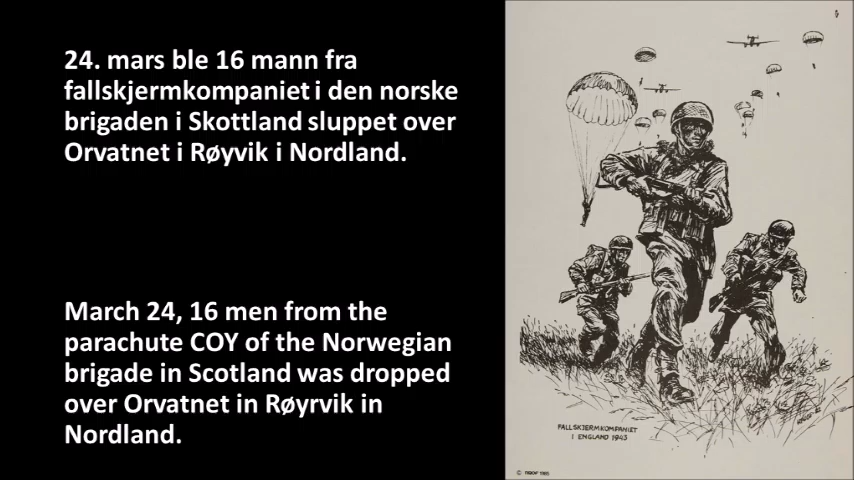 24. mars ble 16 mann fra
fallskjermkompaniet i den norske
brigaden i Skottland sluppet over
Orvatnet i Røyvik i Nordland.
March 24, 16 men from the
parachute COY of the Norwegian
brigade in Scotland was dropped
over Orvatnet in Røyrvik in
Nordland.
FALLSKJERMKOMPANIET
I ENGLAND 1943